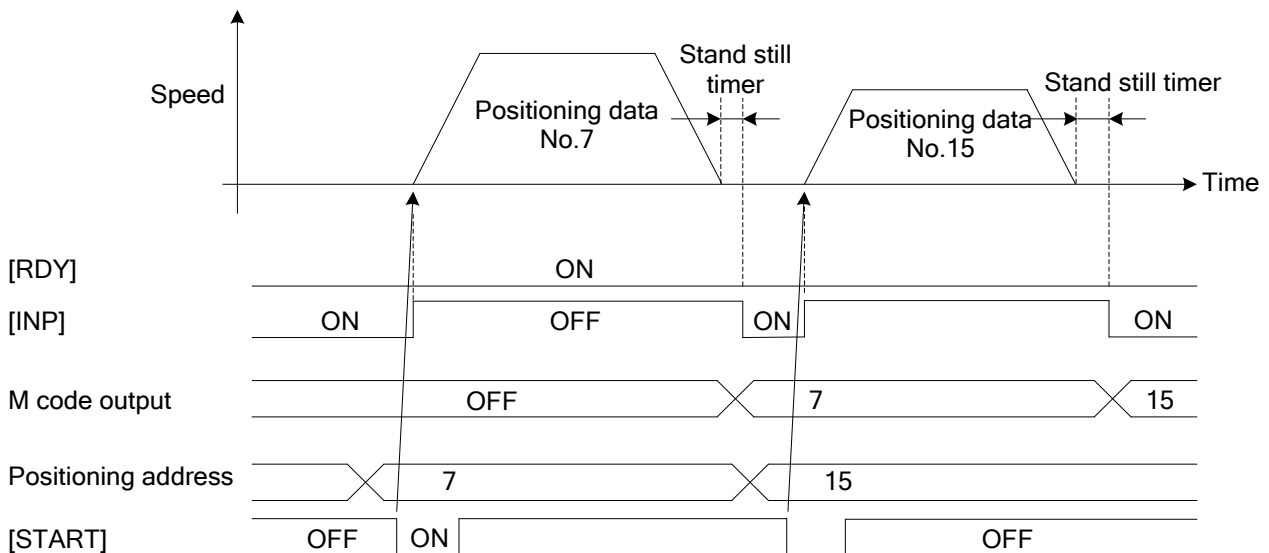 Stand still
timer
Stand still timer
Speed
Positioning data
No.7
Positioning data
No.15
Time
[RDY] ON
[INP] ON OFF ON ON
M code output OFF 7 15
Positioning address 7 15
[START] OFF ON OFF